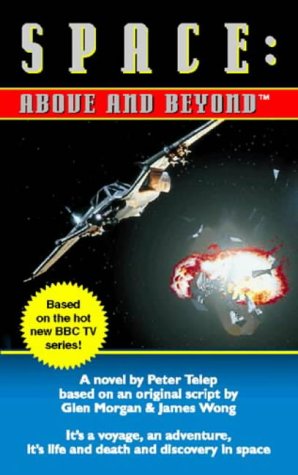 SPACE:
ABOVE AND BEYOND™
Based
on the hot
new BBC TV
series!
A novel by Peter Telep
based on an original script by
Glen Morgan & James Wong
It's a voyage, an adventure,
it's life and death and discovery in space